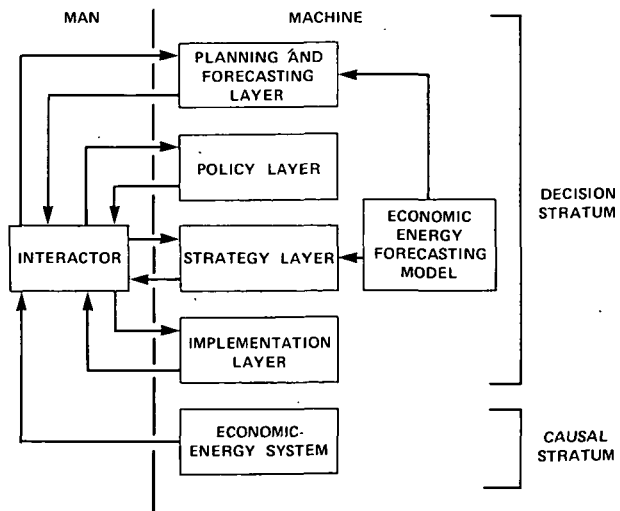 MAN
MACHINE
PLANNING AND
FORECASTING
LAYER
POLICY LAYER
INTERACTOR
STRATEGY LAYER
ECONOMIC
ENERGY
FORECASTING
MODEL
IMPLEMENTATION
LAYER
ECONOMIC-
ENERGY SYSTEM
DECISION
STRATUM
CAUSAL
STRATUM